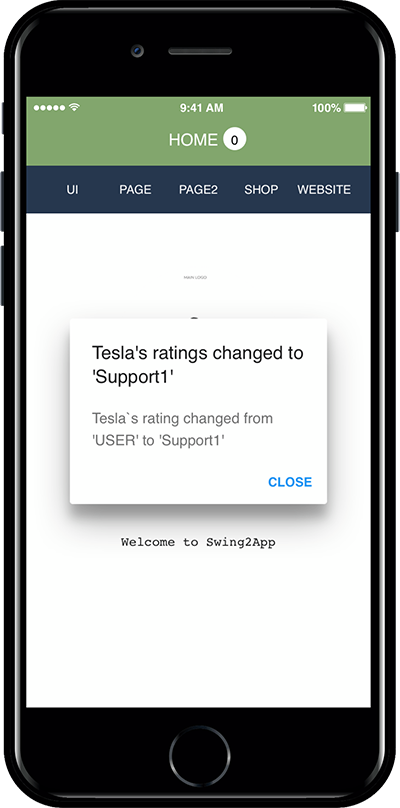 9:41 AM 100%
HOME 0
UI PAGE PAGE2 SHOP WEBSITE
MAIN LOGO
Tesla's ratings changed to
'Support1'
Tesla`s rating changed from
'USER' to 'Support1'
CLOSE
Welcome to Swing2App